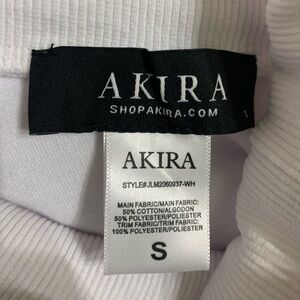 AKIRA
SHOPAKIRA.COM
AKIRA
STYLE#JLM2060937-WH
MAIN FABRIC/MAIN FABRIC:
50% COTTON/ALGODON
50% POLYESTER/POLIESTER
TRIM FABRIC/TRIM FABRIC:
100% POLYESTER/POLIESTER
S